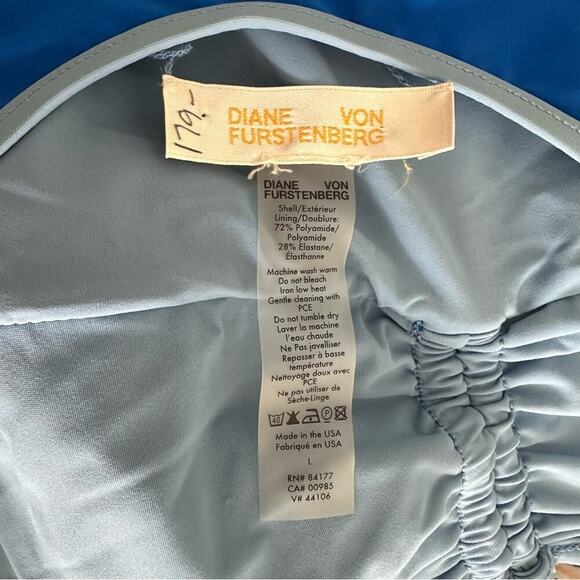 179.-
DIANE VON
FURSTENBERG
DIANE VON
FURSTENBERG
Shell/Extérieur
Lining/Doublure:
72% Polyamide/
Polyamide
28% Elastane/
Élasthanne
Machine wash warm
Do not bleach
Iron low heat
Gentle cleaning with
PCE
Do not tumble dry
Laver la machine
l'eau chaude
Ne Pas javelliser
Repasser à basse
température
Nettoyage doux avec
PCE
Ne pas utiliser de
Sèche-Linge
40 P
Made in the USA
Fabriqué en USA
L
RN# 84177
CA# 00985
V# 44106